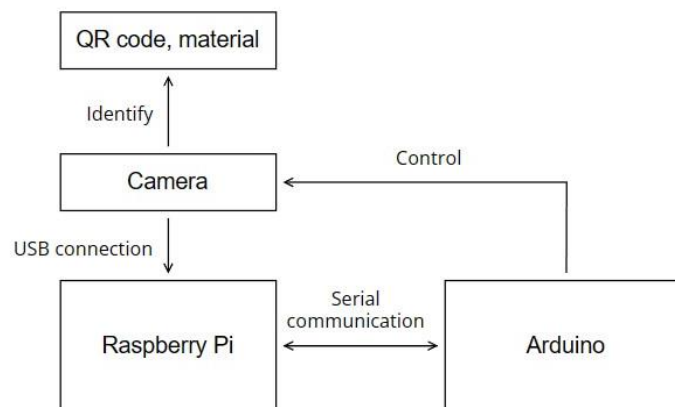 QR code, material
Identify
Camera
Control
USB connection
Serial
communication
Raspberry Pi
Arduino